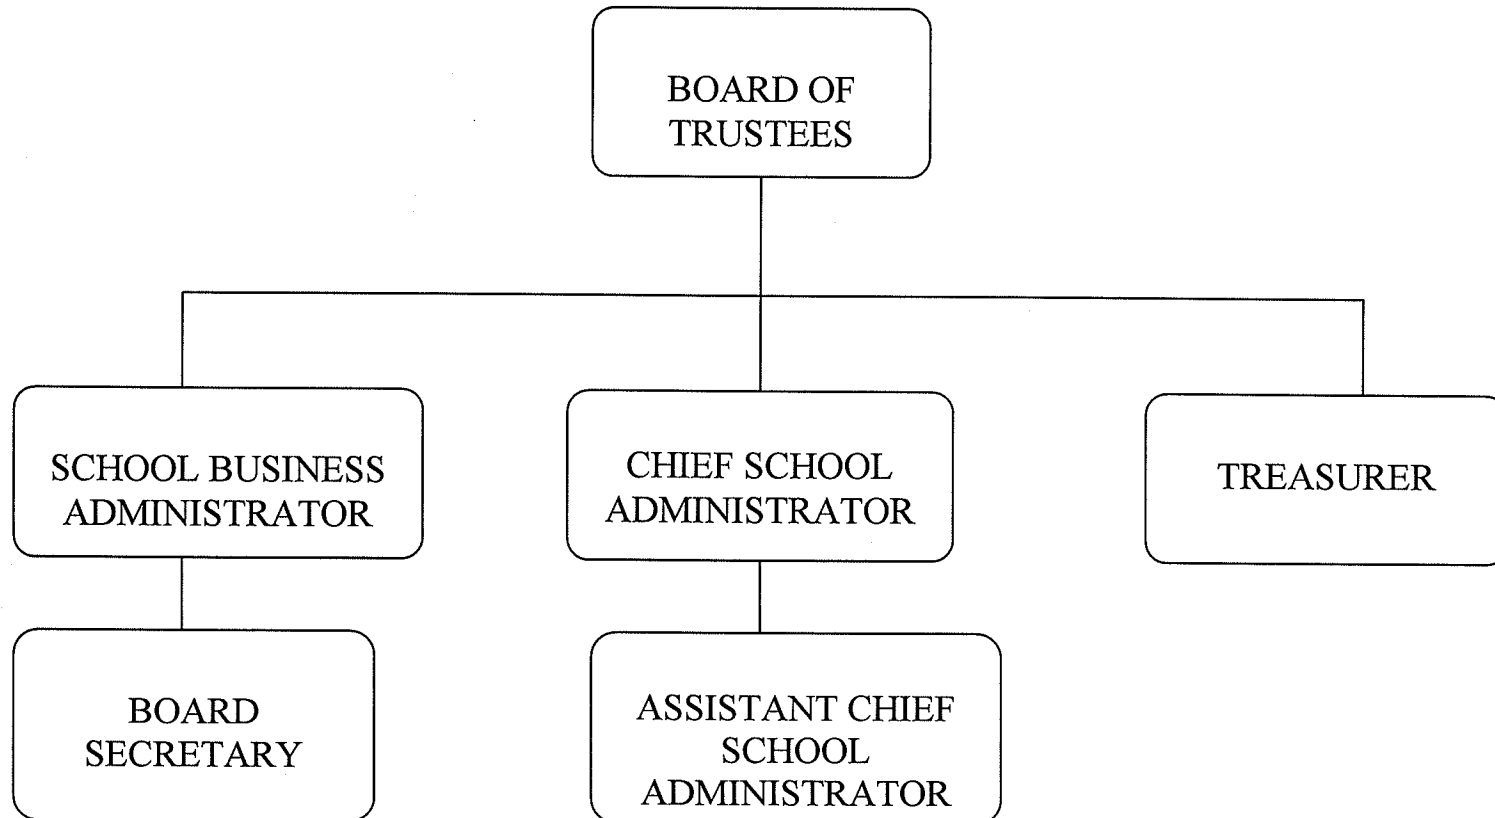 BOARD OF
TRUSTEES
SCHOOL BUSINESS
ADMINISTRATOR
CHIEF SCHOOL
ADMINISTRATOR
TREASURER
BOARD
SECRETARY
ASSISTANT CHIEF
SCHOOL
ADMINISTRATOR